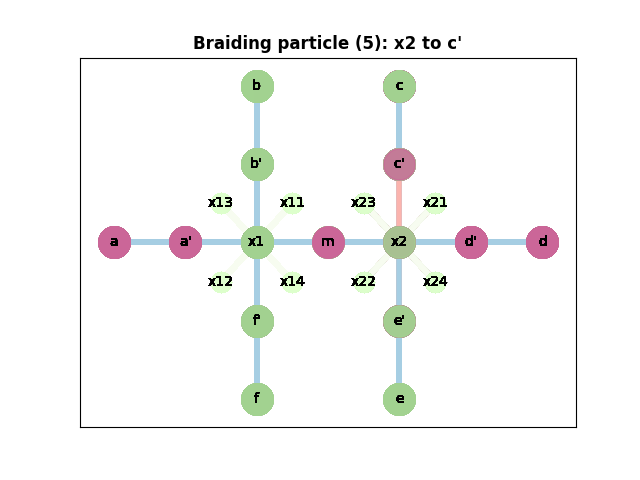 Braiding particle (5): x2 to c'
b
c
b'
c'
x13
x11
x23
x21
a
a'
x1
m
x2
d'
d
x12
x14
x22
x24
f'
e'
f
e